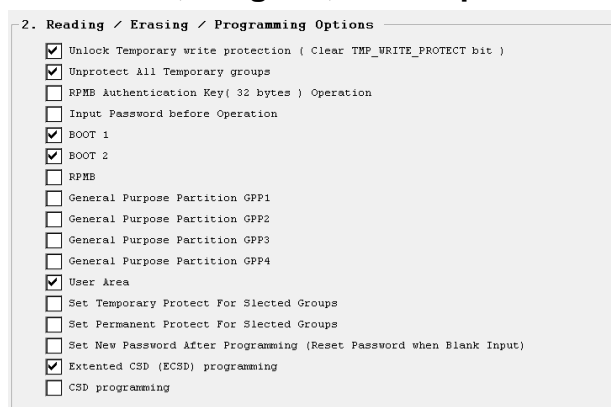 2. Reading / Erasing / Programming Options
Unlock Temporary write protection ( Clear TMP_WRITE_PROTECT bit )
Unprotect All Temporary groups
RPMB Authentication Key( 32 bytes ) Operation
Input Password before Operation
BOOT 1
BOOT 2
RPMB
General Purpose Partition GPP1
General Purpose Partition GPP2
General Purpose Partition GPP3
General Purpose Partition GPP4
User Area
Set Temporary Protect For Slected Groups
Set Permanent Protect For Slected Groups
Set New Password After Programming (Reset Password when Blank Input)
Extented CSD (ECSD) programming
CSD programming